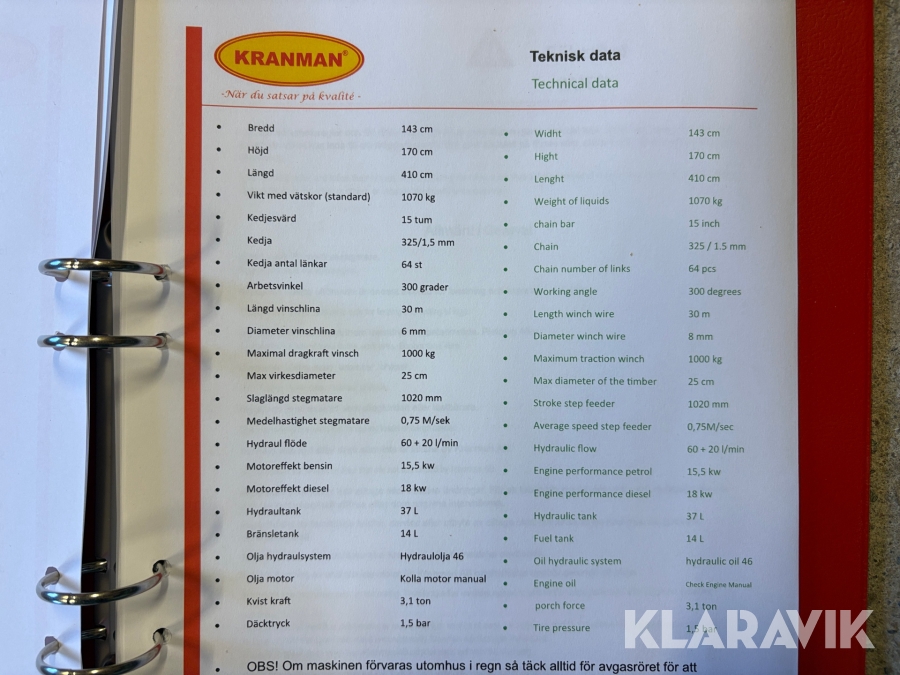 KRANMAN®
-När du satsar på kvalité -
Teknisk data
Technical data
• Bredd 143 cm
• Höjd 170 cm
• Längd 410 cm
• Vikt med vätskor (standard) 1070 kg
• Kedjesvärd 15 tum
• Kedja 325/1,5 mm
• Kedja antal länkar 64 st
• Arbetsvinkel 300 grader
• Längd vinschlina 30 m
• Diameter vinschlina 6 mm
• Maximal dragkraft vinsch 1000 kg
• Max virkesdiameter 25 cm
• Slaglängd stegmatare 1020 mm
• Medelhastighet stegmatare 0,75 M/sek
• Hydraul flöde 60 + 20 l/min
• Motoreffekt bensin 15,5 kw
• Motoreffekt diesel 18 kw
• Hydraultank 37 L
• Bränsletank 14 L
• Olja hydraulsystem Hydraulolja 46
• Olja motor Kolla motor manual
• Kvist kraft 3,1 ton
• Däcktryck 1,5 bar
• Widht 143 cm
• Hight 170 cm
• Lenght 410 cm
• Weight of liquids 1070 kg
• chain bar 15 inch
• Chain 325 / 1.5 mm
• Chain number of links 64 pcs
• Working angle 300 degrees
• Length winch wire 30 m
• Diameter winch wire 8 mm
• Maximum traction winch 1000 kg
• Max diameter of the timber 25 cm
• Stroke step feeder 1020 mm
• Average speed step feeder 0,75M/sec
• Hydraulic flow 60 + 20 l/min
• Engine performance petrol 15,5 kw
• Engine performance diesel 18 kw
• Hydraulic tank 37 L
• Fuel tank 14 L
• Oil hydraulic system hydraulic oil 46
• Engine oil Check Engine Manual
• porch force 3,1 ton
• Tire pressure 1,5 bar
• OBS! Om maskinen förvaras utomhus i regn så täck alltid för avgasröret för att
KLARAVIK